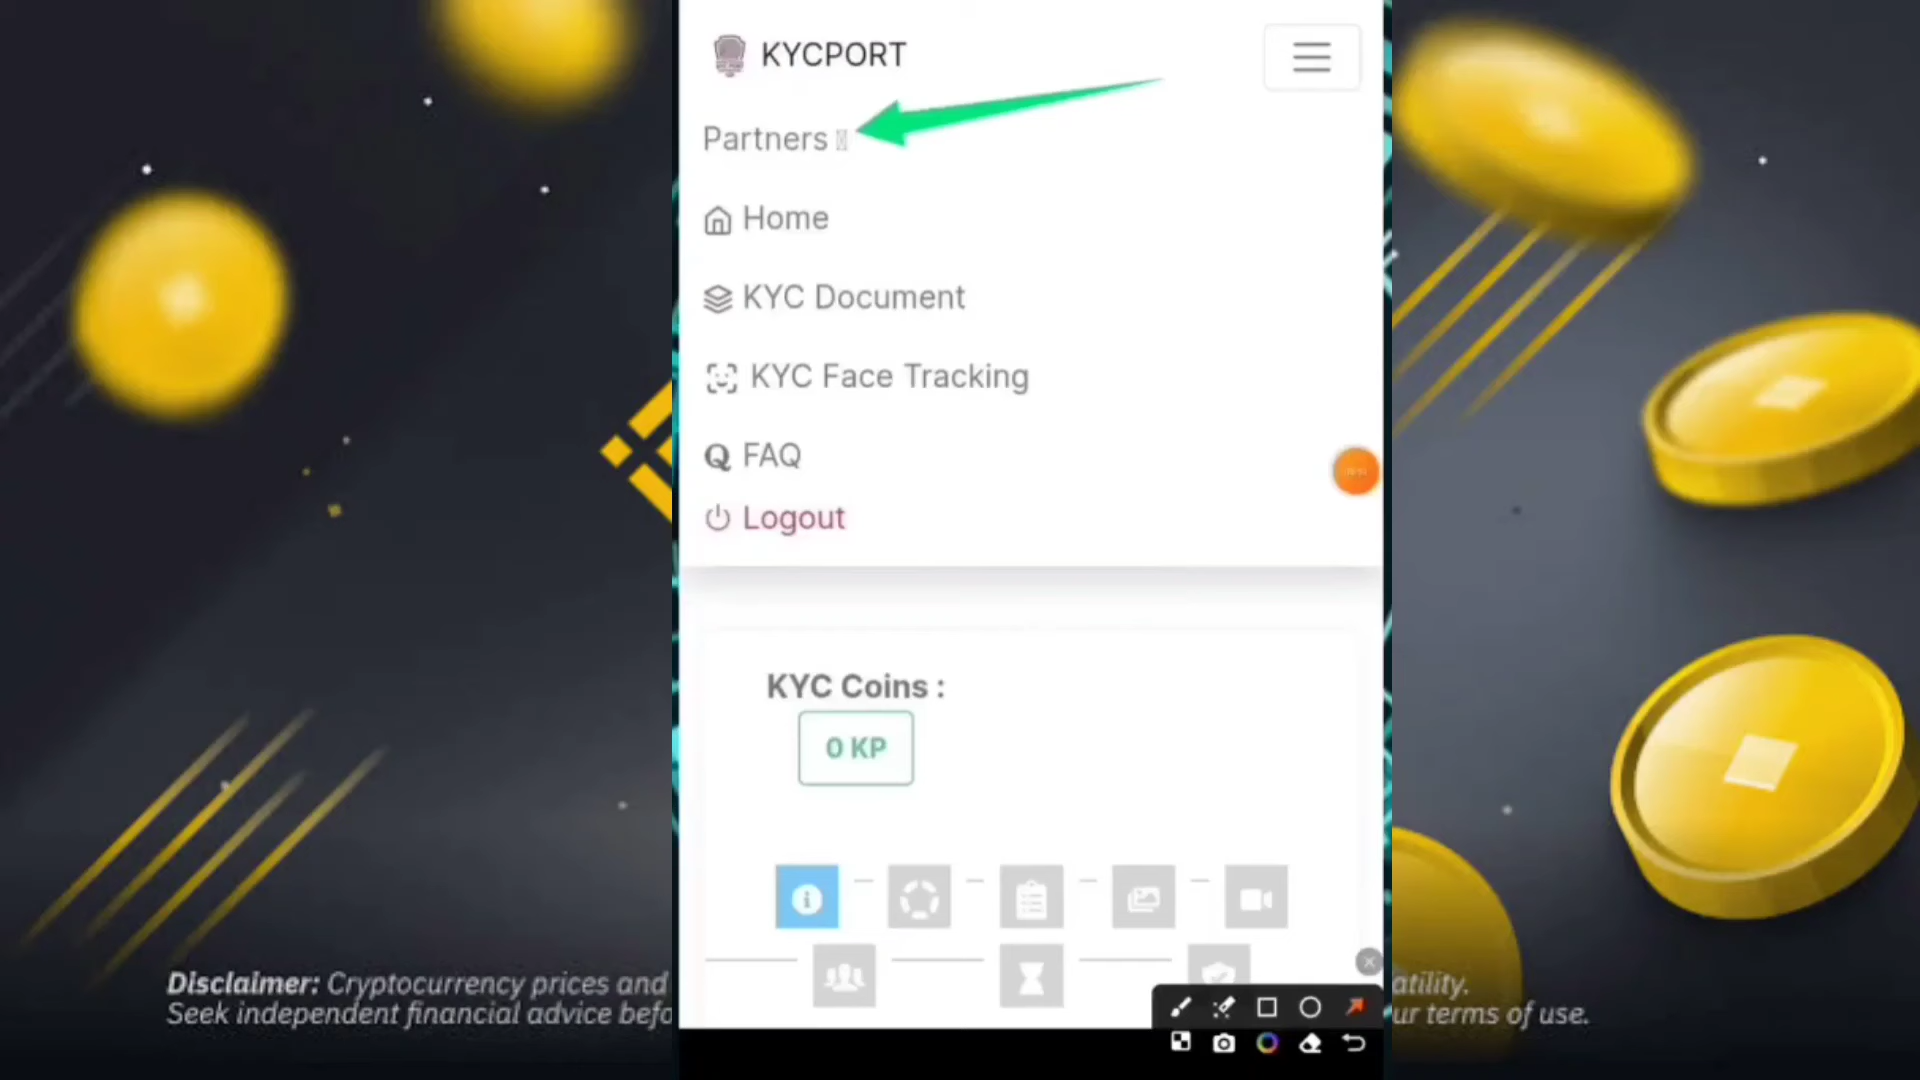 KYCPORT
Partners
Home
KYC Document
KYC Face Tracking
FAQ
Logout
KYC Coins :
0 KP
Disclaimer: Cryptocurrency prices and
Seek independent financial advice befo
atility.
ur terms of use.